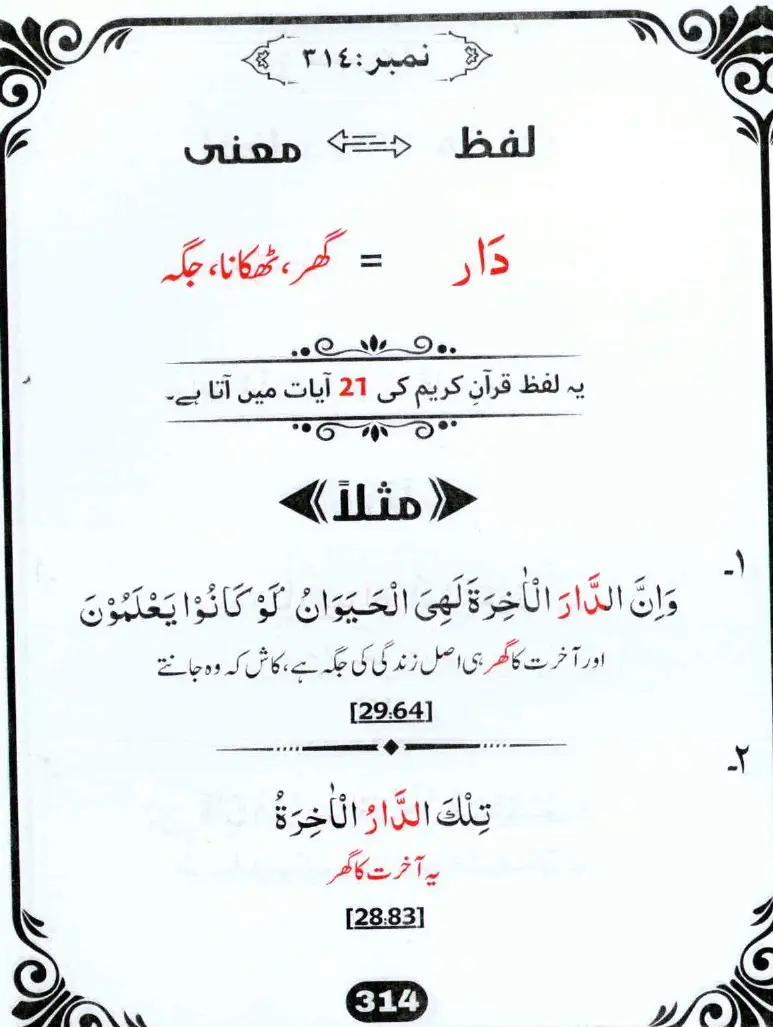 نمبر: ٣١٤
لفظ ⇐⇒ معنی
دَار = گھر، ٹھکانا، جگہ
یہ لفظ قرآنِ کریم کی 21 آیات میں آتا ہے۔
مثلاً
۱۔
وَاِنَّ الدَّارَ الْاٰخِرَةَ لَهِیَ الْحَیَوَانُ لَوْ كَانُوْا یَعْلَمُوْنَ
اور آخرت کا گھر ہی اصل زندگی کی جگہ ہے، کاش کہ وہ جانتے
[29:64]
۲۔
تِلْكَ الدَّارُ الْاٰخِرَةُ
یہ آخرت کا گھر
[28:83]
314